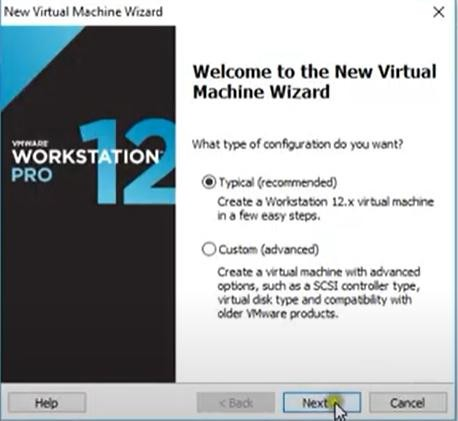 New Virtual Machine Wizard
Welcome to the New Virtual
Machine Wizard
VMWARE
WORKSTATION
PRO
12
What type of configuration do you want?
Typical (recommended)
Create a Workstation 12.x virtual machine
in a few easy steps.
Custom (advanced)
Create a virtual machine with advanced
options, such as a SCSI controller type,
virtual disk type and compatibility with
older VMware products.
Help
< Back
Next
Cancel